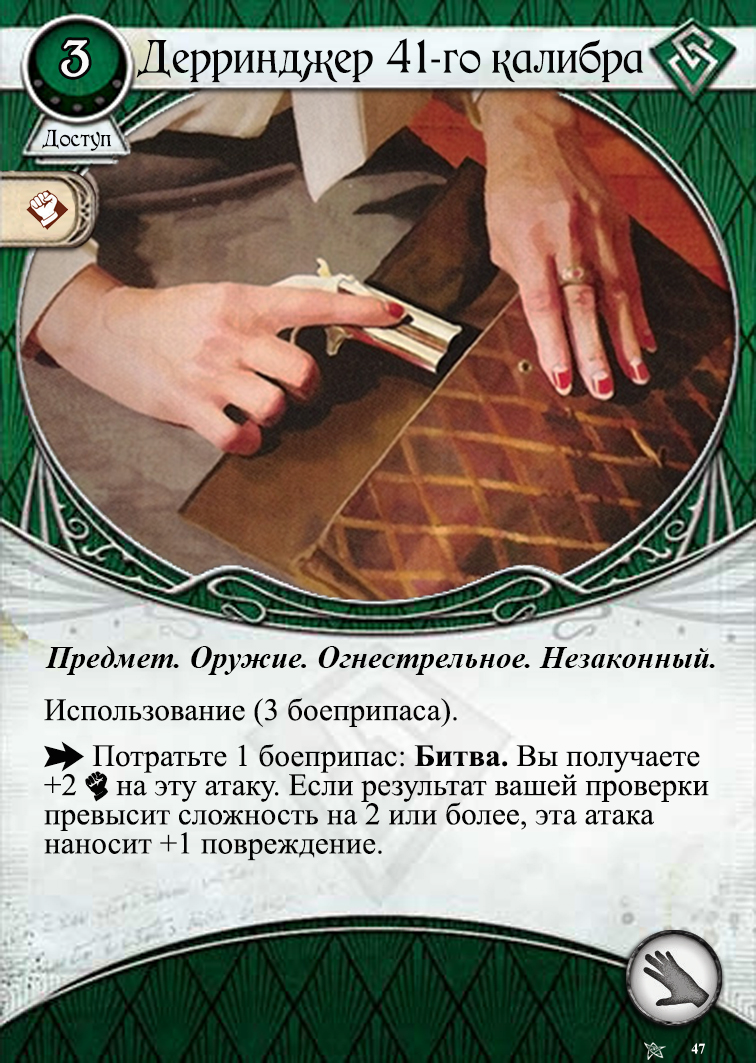 3
Дерринджер 41-го калибра
Доступ
Предмет. Оружие. Огнестрельное. Незаконный.
Использование (3 боеприпаса).
Потратьте 1 боеприпас: Битва. Вы получаете
+2 на эту атаку. Если результат вашей проверки
превысит сложность на 2 или более, эта атака
наносит +1 повреждение.
47